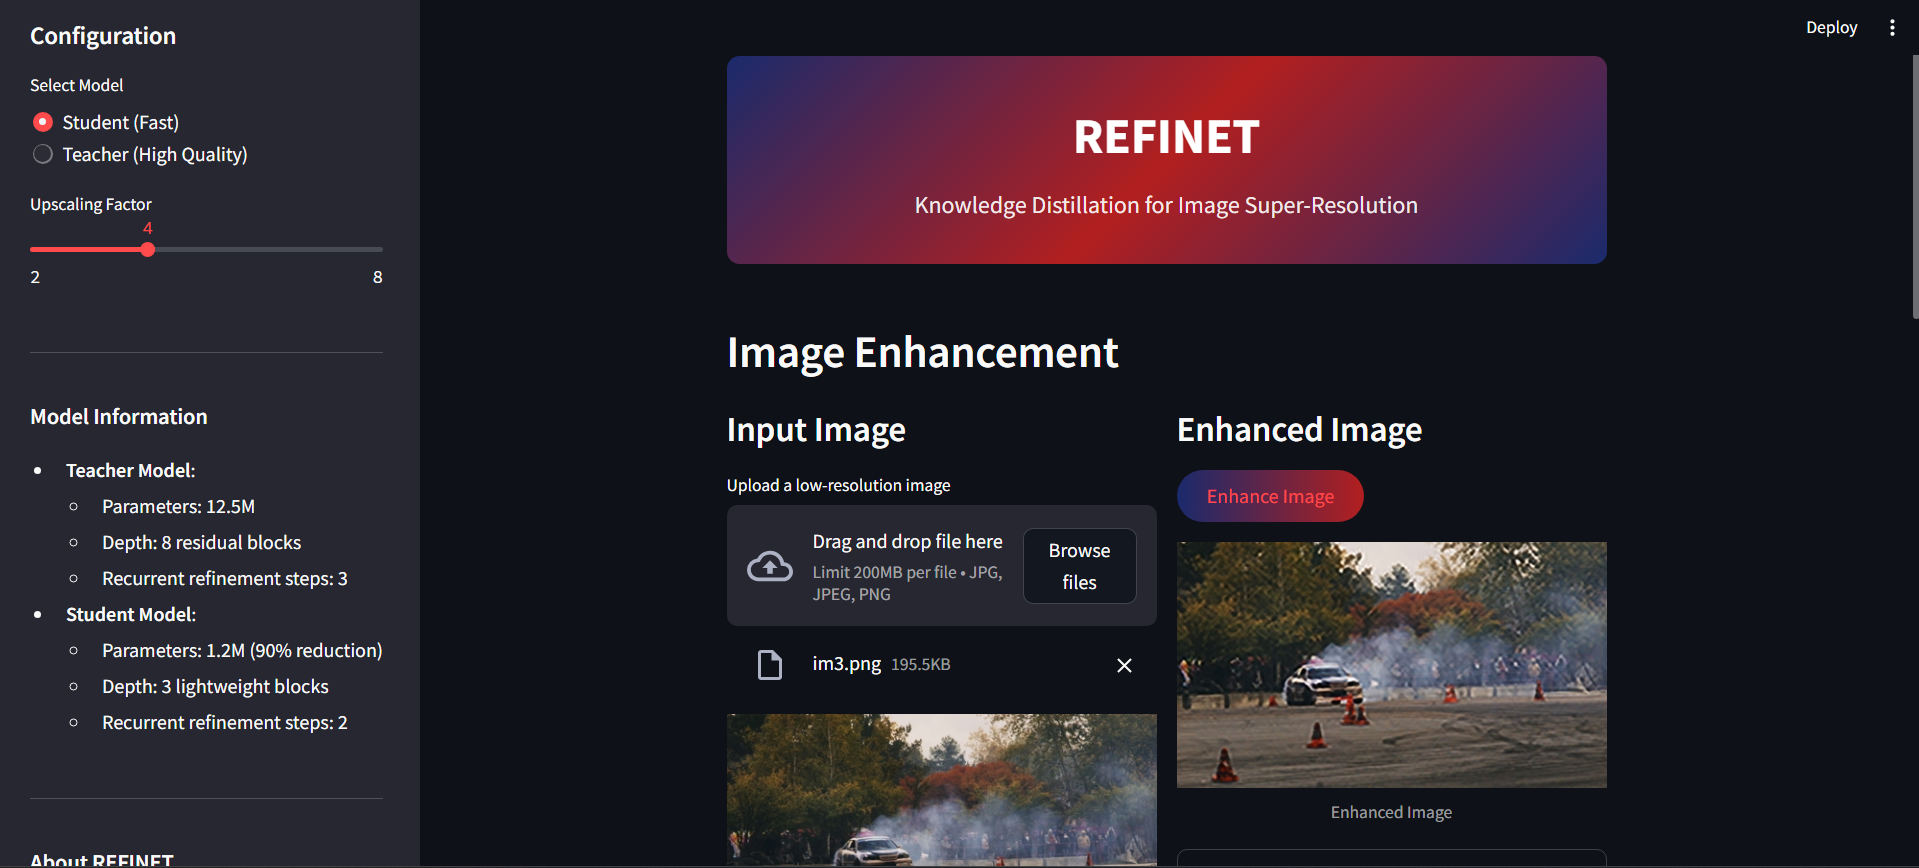 Configuration
Select Model
Student (Fast)
Teacher (High Quality)
Upscaling Factor
4
2
8
Model Information
Teacher Model:
Parameters: 12.5M
Depth: 8 residual blocks
Recurrent refinement steps: 3
Student Model:
Parameters: 1.2M (90% reduction)
Depth: 3 lightweight blocks
Recurrent refinement steps: 2
About REFINET
Deploy
REFINET
Knowledge Distillation for Image Super-Resolution
Image Enhancement
Input Image
Upload a low-resolution image
Drag and drop file here
Limit 200MB per file • JPG,
JPEG, PNG
Browse
files
im3.png 195.5KB
Enhanced Image
Enhance Image
Enhanced Image